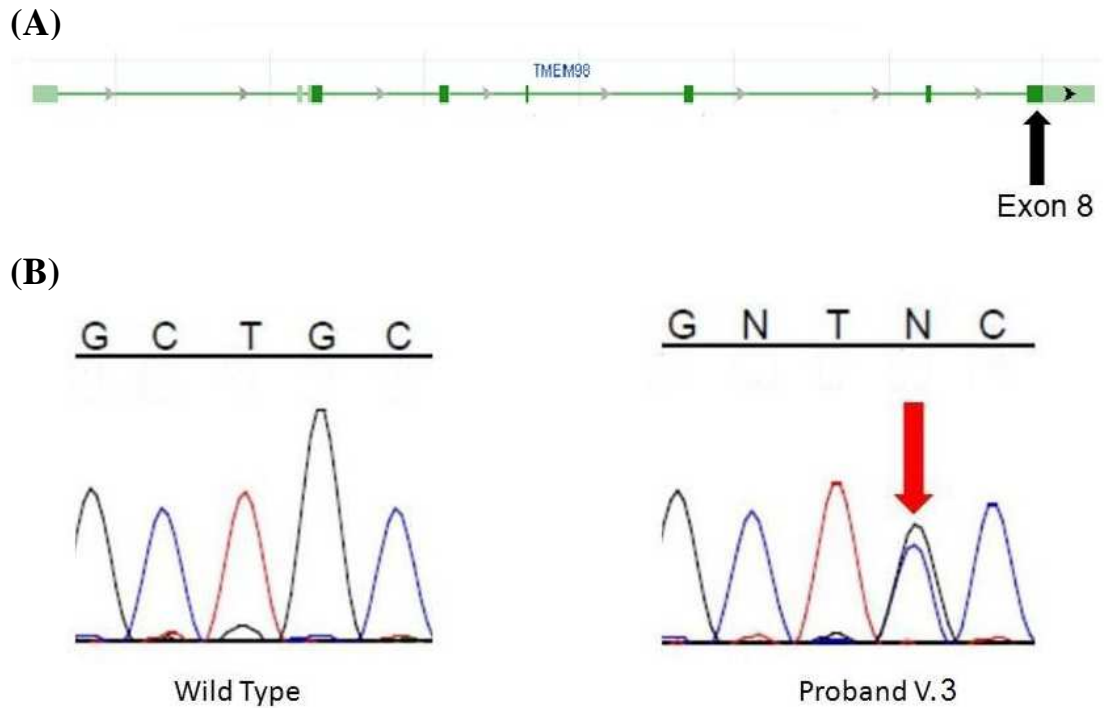 (A)
TMEM98
Exon 8
(B)
G C T G C
G N T N C
Wild Type
Proband V.3